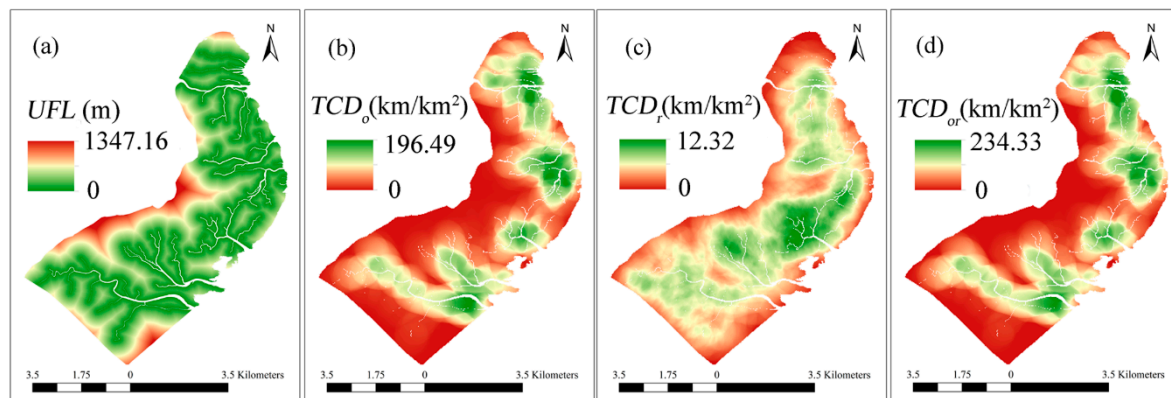 (a)
N
UFL (m)
1347.16
0
3.5 1.75 0 3.5 Kilometers
(b)
N
TCDo(km/km²)
196.49
0
3.5 1.75 0 3.5 Kilometers
(c)
N
TCDr(km/km²)
12.32
0
3.5 1.75 0 3.5 Kilometers
(d)
N
TCDor(km/km²)
234.33
0
3.5 1.75 0 3.5 Kilometers